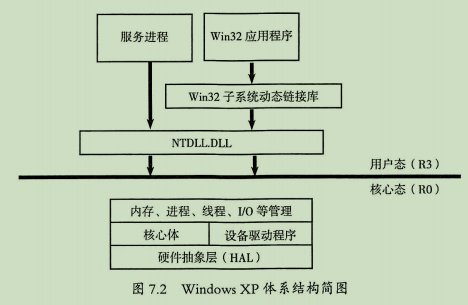 服务进程
Win32 应用程序
Win32 子系统动态链接库
NTDLL.DLL
用户态（R3）
核心态（R0）
内存、进程、线程、I/O 等管理
核心体
设备驱动程序
硬件抽象层（HAL）
图 7.2 Windows XP 体系结构简图